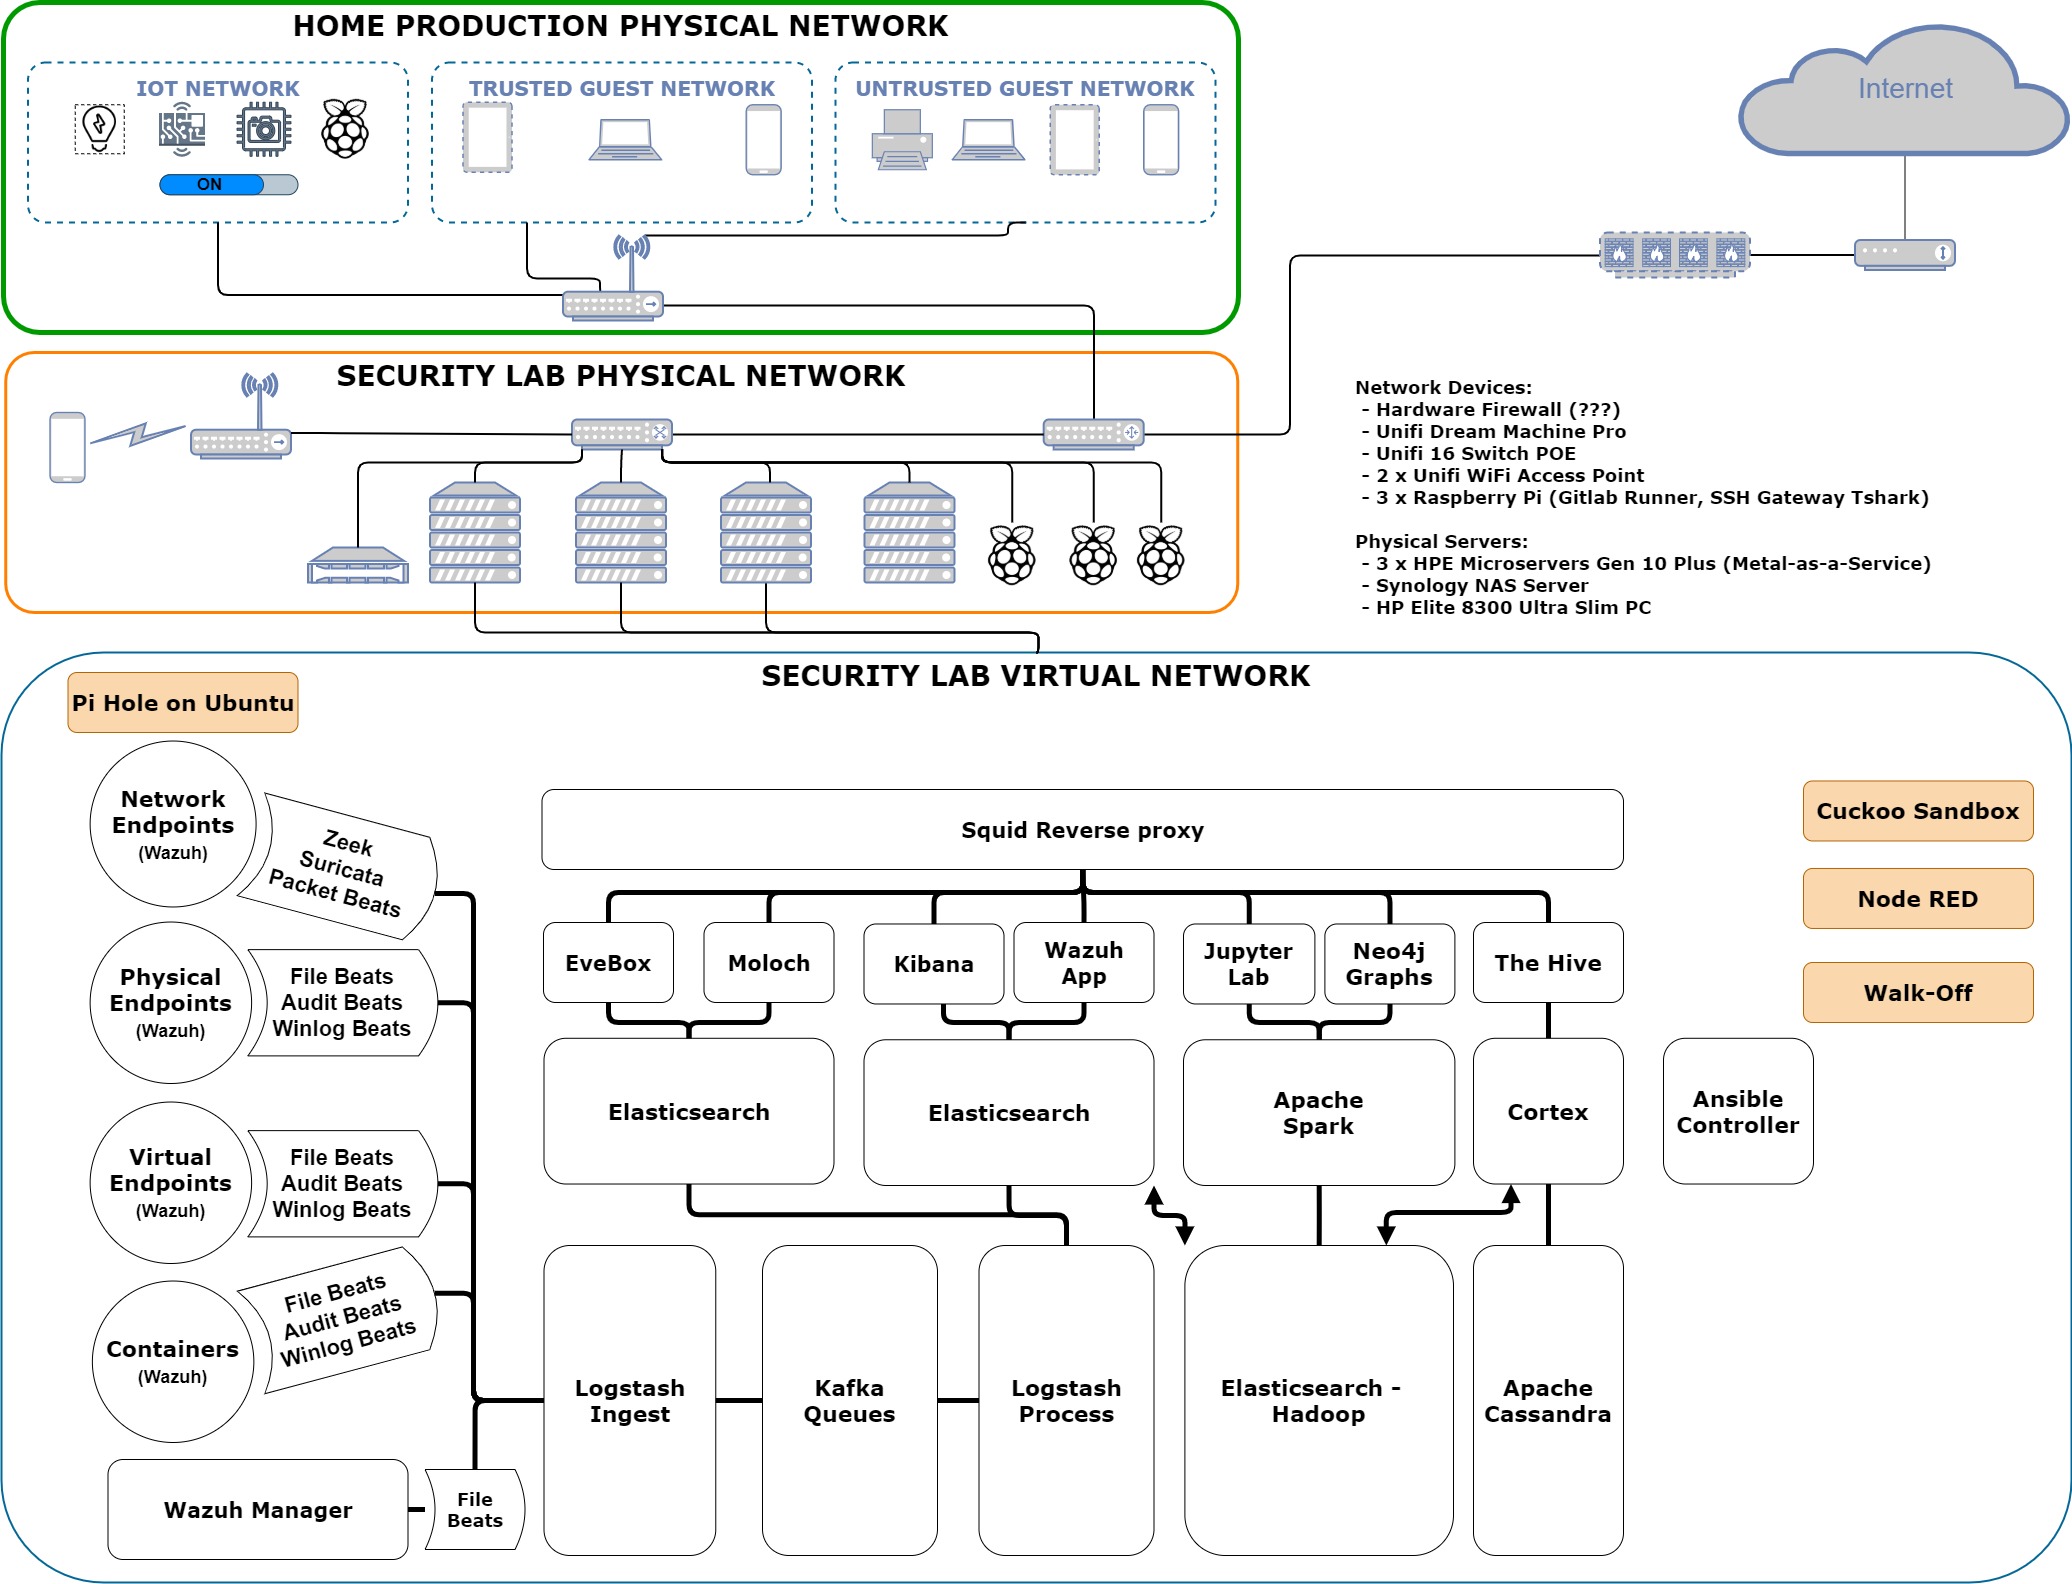 HOME PRODUCTION PHYSICAL NETWORK
IOT NETWORK
ON
TRUSTED GUEST NETWORK
UNTRUSTED GUEST NETWORK
Internet
SECURITY LAB PHYSICAL NETWORK
Network Devices:
- Hardware Firewall (???)
- Unifi Dream Machine Pro
- Unifi 16 Switch POE
- 2 x Unifi WiFi Access Point
- 3 x Raspberry Pi (Gitlab Runner, SSH Gateway Tshark)
Physical Servers:
- 3 x HPE Microservers Gen 10 Plus (Metal-as-a-Service)
- Synology NAS Server
- HP Elite 8300 Ultra Slim PC
SECURITY LAB VIRTUAL NETWORK
Pi Hole on Ubuntu
Network
Endpoints
(Wazuh)
Zeek
Suricata
Packet Beats
Physical
Endpoints
(Wazuh)
File Beats
Audit Beats
Winlog Beats
Virtual
Endpoints
(Wazuh)
File Beats
Audit Beats
Winlog Beats
Containers
(Wazuh)
File Beats
Audit Beats
Winlog Beats
Wazuh Manager
File
Beats
Squid Reverse proxy
EveBox
Moloch
Kibana
Wazuh
App
Jupyter
Lab
Neo4j
Graphs
The Hive
Elasticsearch
Elasticsearch
Apache
Spark
Cortex
Ansible
Controller
Logstash
Ingest
Kafka
Queues
Logstash
Process
Elasticsearch -
Hadoop
Apache
Cassandra
Cuckoo Sandbox
Node RED
Walk-Off